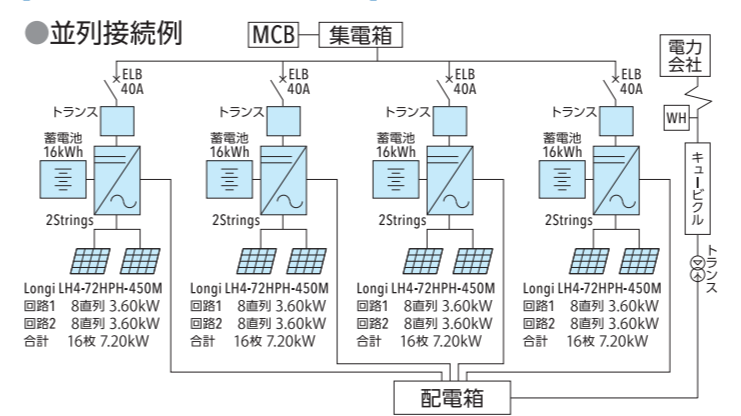 ●並列接続例
MCB
集電箱
電力
会社
ELB
40A
ELB
40A
ELB
40A
ELB
40A
トランス
トランス
トランス
トランス
WH
蓄電池
16kWh
蓄電池
16kWh
蓄電池
16kWh
蓄電池
16kWh
キュービクル
2Strings
2Strings
2Strings
2Strings
トランス
Longi LH4-72HPH-450M
回路1 8直列 3.60kW
回路2 8直列 3.60kW
合計 16枚 7.20kW
Longi LH4-72HPH-450M
回路1 8直列 3.60kW
回路2 8直列 3.60kW
合計 16枚 7.20kW
Longi LH4-72HPH-450M
回路1 8直列 3.60kW
回路2 8直列 3.60kW
合計 16枚 7.20kW
Longi LH4-72HPH-450M
回路1 8直列 3.60kW
回路2 8直列 3.60kW
合計 16枚 7.20kW
配電箱